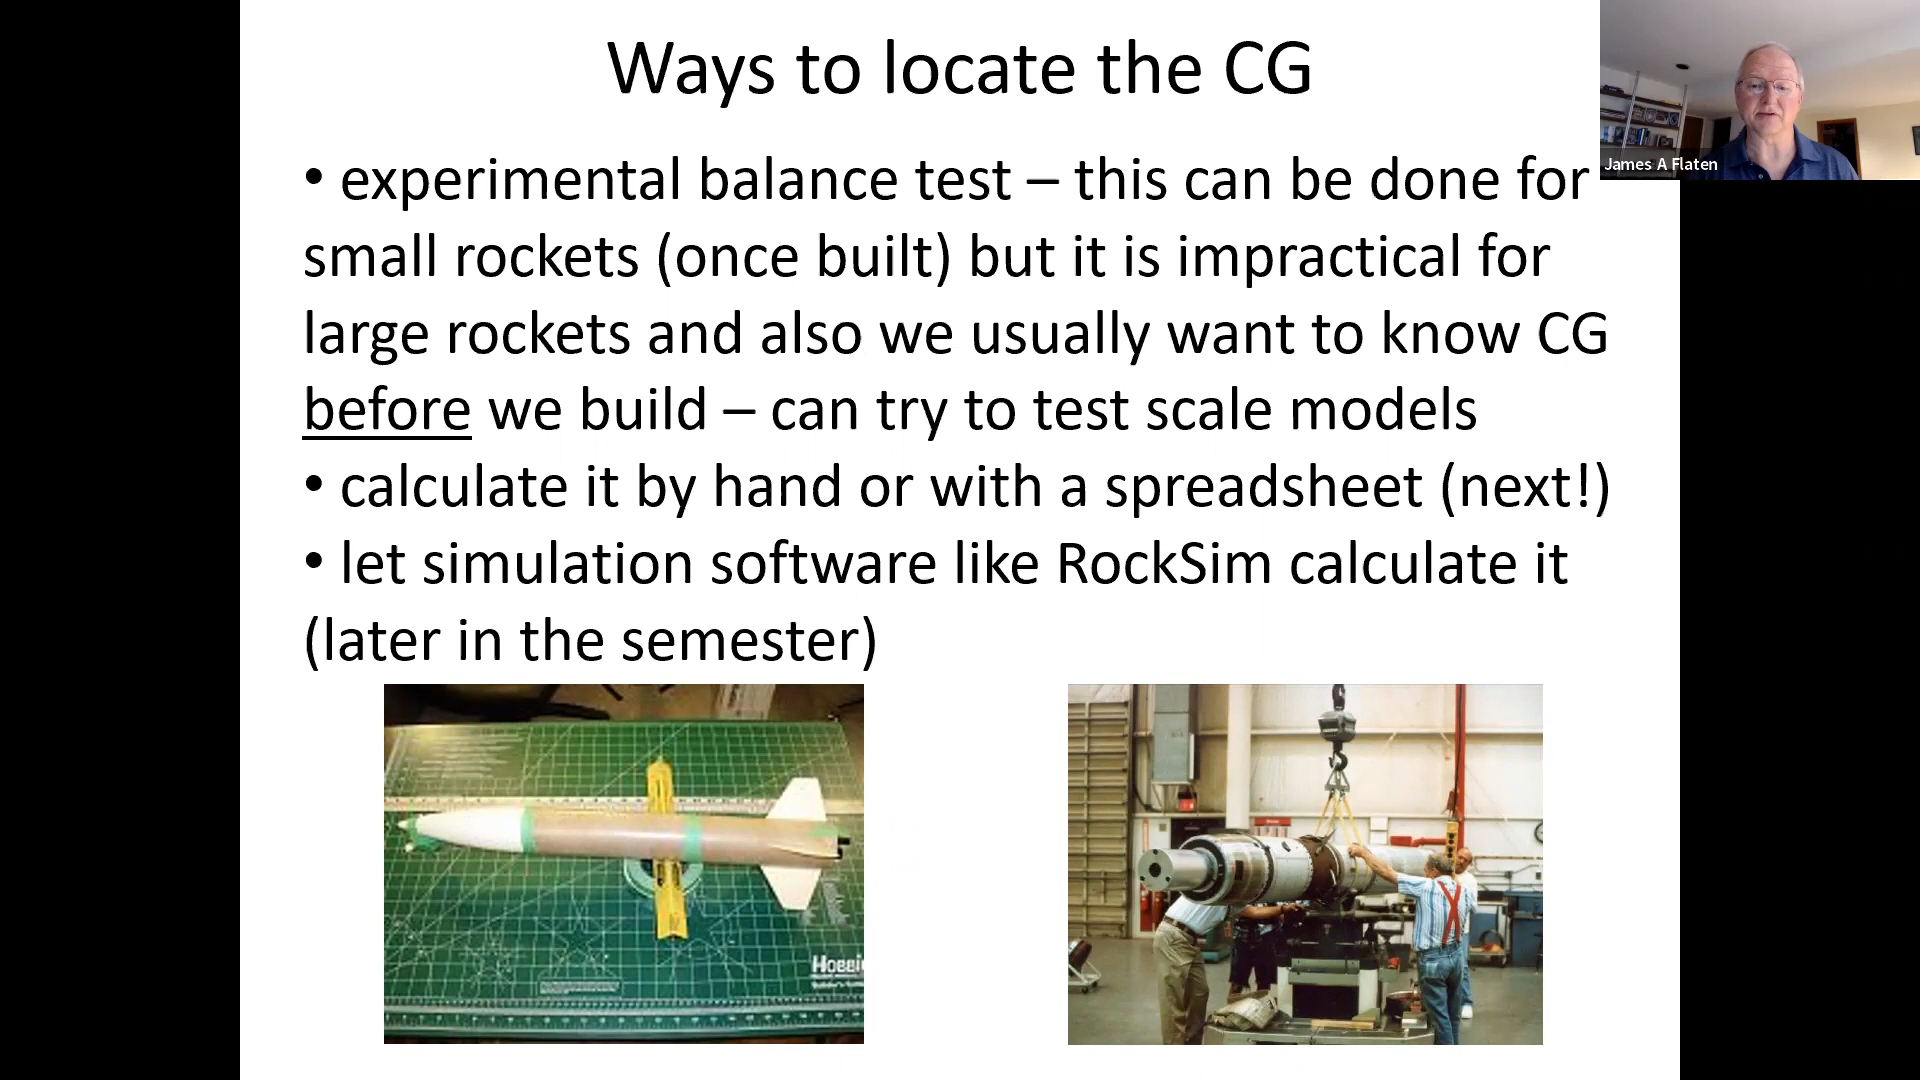 Ways to locate the CG
James A Flaten
• experimental balance test – this can be done for
small rockets (once built) but it is impractical for
large rockets and also we usually want to know CG
before we build – can try to test scale models
• calculate it by hand or with a spreadsheet (next!)
• let simulation software like RockSim calculate it
(later in the semester)